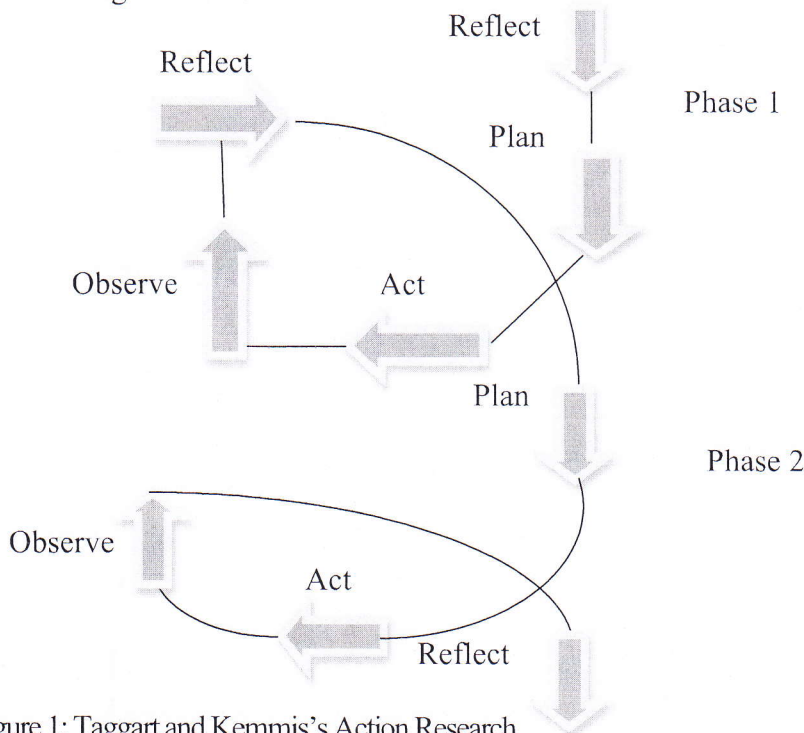 Reflect
Reflect
Phase 1
Plan
Observe
Act
Plan
Phase 2
Observe
Act
Reflect
gure 1: Taggart and Kemmis's Action Research